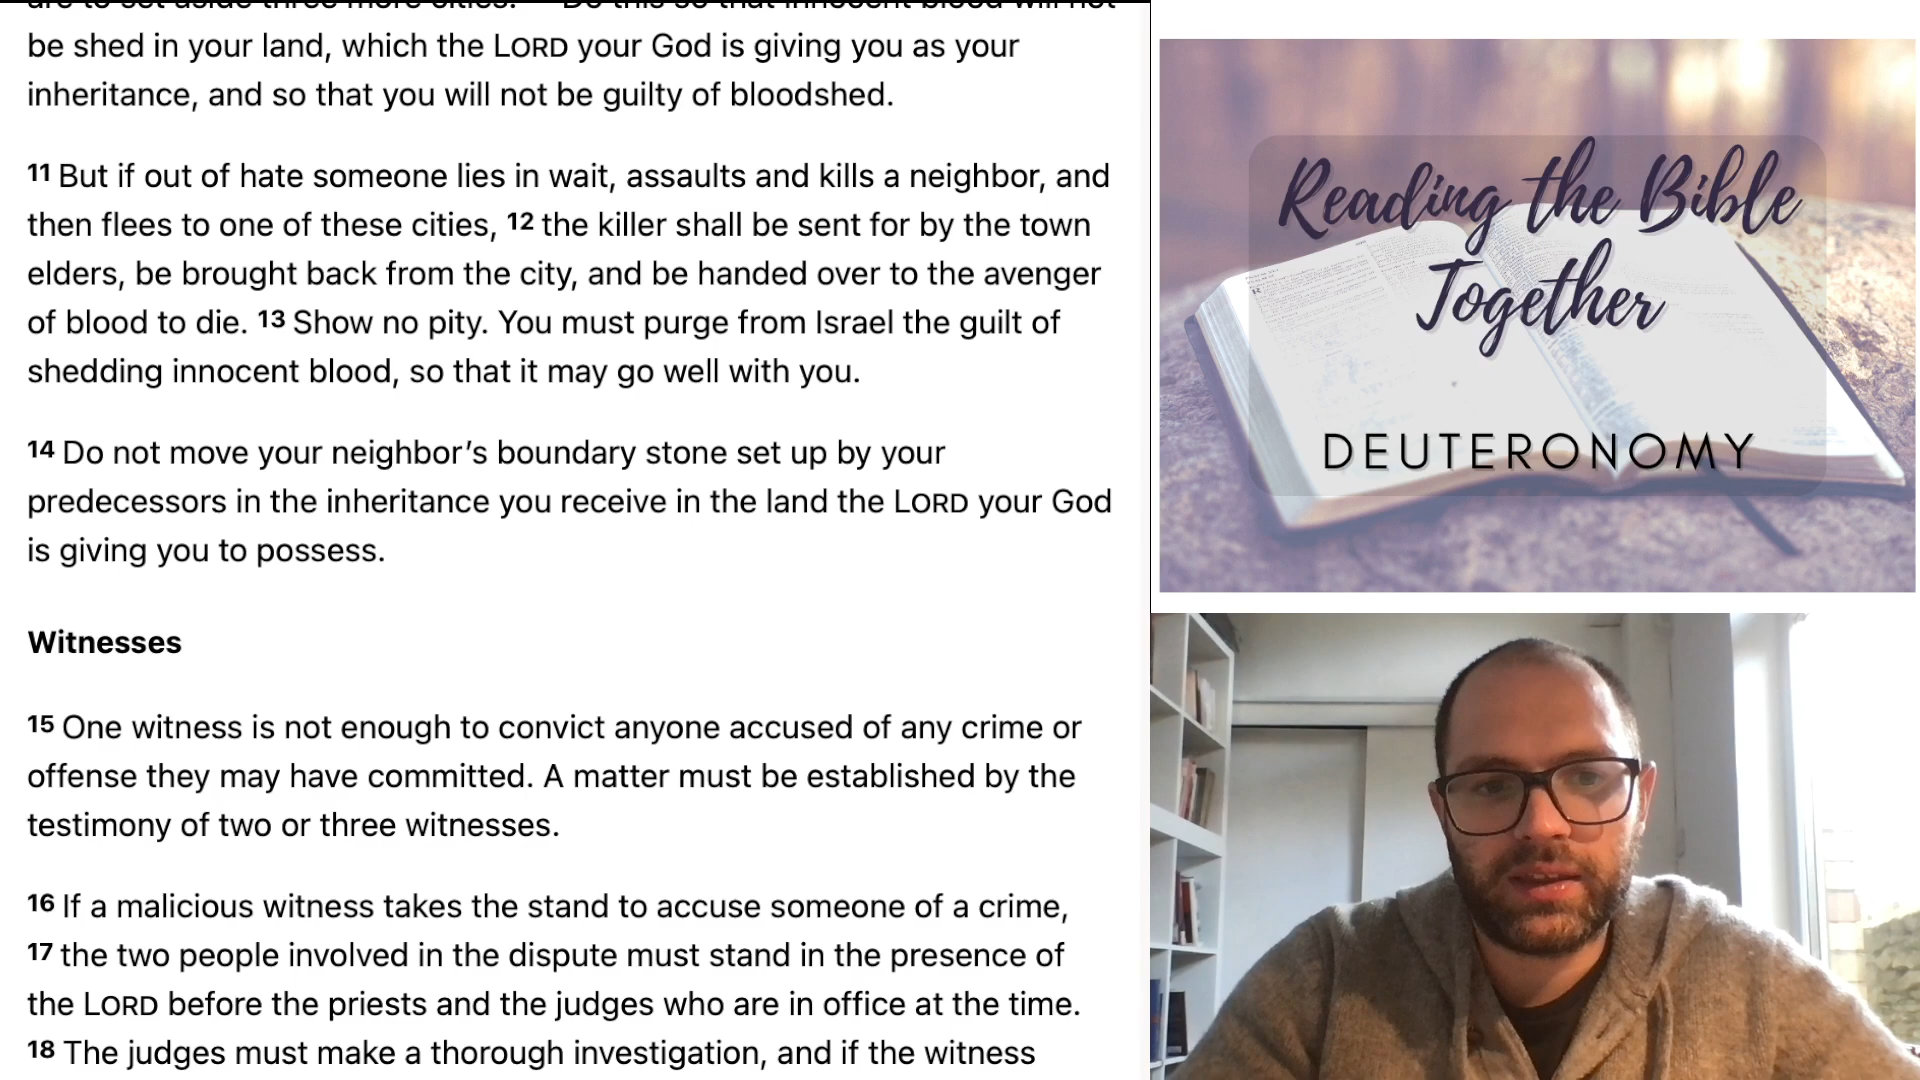 be shed in your land, which the LORD your God is giving you as your
inheritance, and so that you will not be guilty of bloodshed.
11 But if out of hate someone lies in wait, assaults and kills a neighbor, and
then flees to one of these cities, 12 the killer shall be sent for by the town
elders, be brought back from the city, and be handed over to the avenger
of blood to die. 13 Show no pity. You must purge from Israel the guilt of
shedding innocent blood, so that it may go well with you.
14 Do not move your neighbor’s boundary stone set up by your
predecessors in the inheritance you receive in the land the LORD your God
is giving you to possess.
Witnesses
15 One witness is not enough to convict anyone accused of any crime or
offense they may have committed. A matter must be established by the
testimony of two or three witnesses.
16 If a malicious witness takes the stand to accuse someone of a crime,
17 the two people involved in the dispute must stand in the presence of
the LORD before the priests and the judges who are in office at the time.
18 The judges must make a thorough investigation, and if the witness
Reading the Bible
Together
DEUTERONOMY